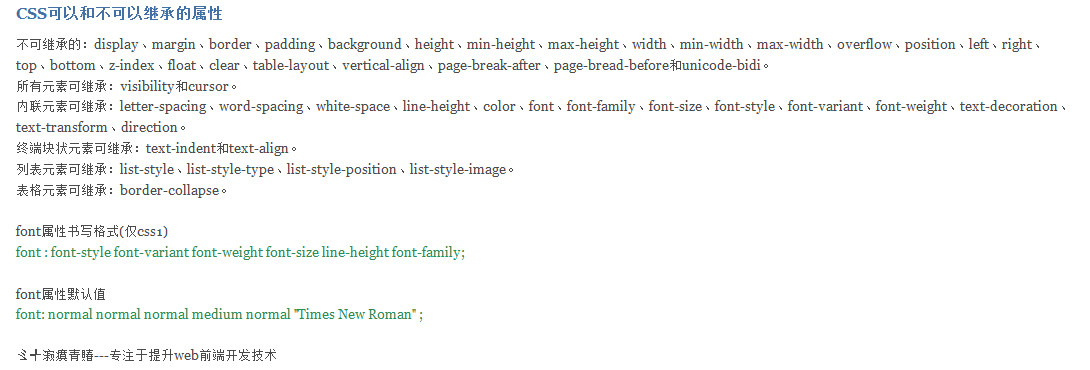 CSS可以和不可以继承的属性
不可继承的：display、margin、border、padding、background、height、min-height、max-height、width、min-width、max-width、overflow、position、left、right、
top、bottom、z-index、float、clear、table-layout、vertical-align、page-break-after、page-bread-before和unicode-bidi。
所有元素可继承：visibility和cursor。
内联元素可继承：letter-spacing、word-spacing、white-space、line-height、color、font、font-family、font-size、font-style、font-variant、font-weight、text-decoration、
text-transform、direction。
终端块状元素可继承：text-indent和text-align。
列表元素可继承：list-style、list-style-type、list-style-position、list-style-image。
表格元素可继承：border-collapse。
font属性书写格式(仅css1)
font : font-style font-variant font-weight font-size line-height font-family;
font属性默认值
font: normal normal normal medium normal "Times New Roman" ;
---专注于提升web前端开发技术